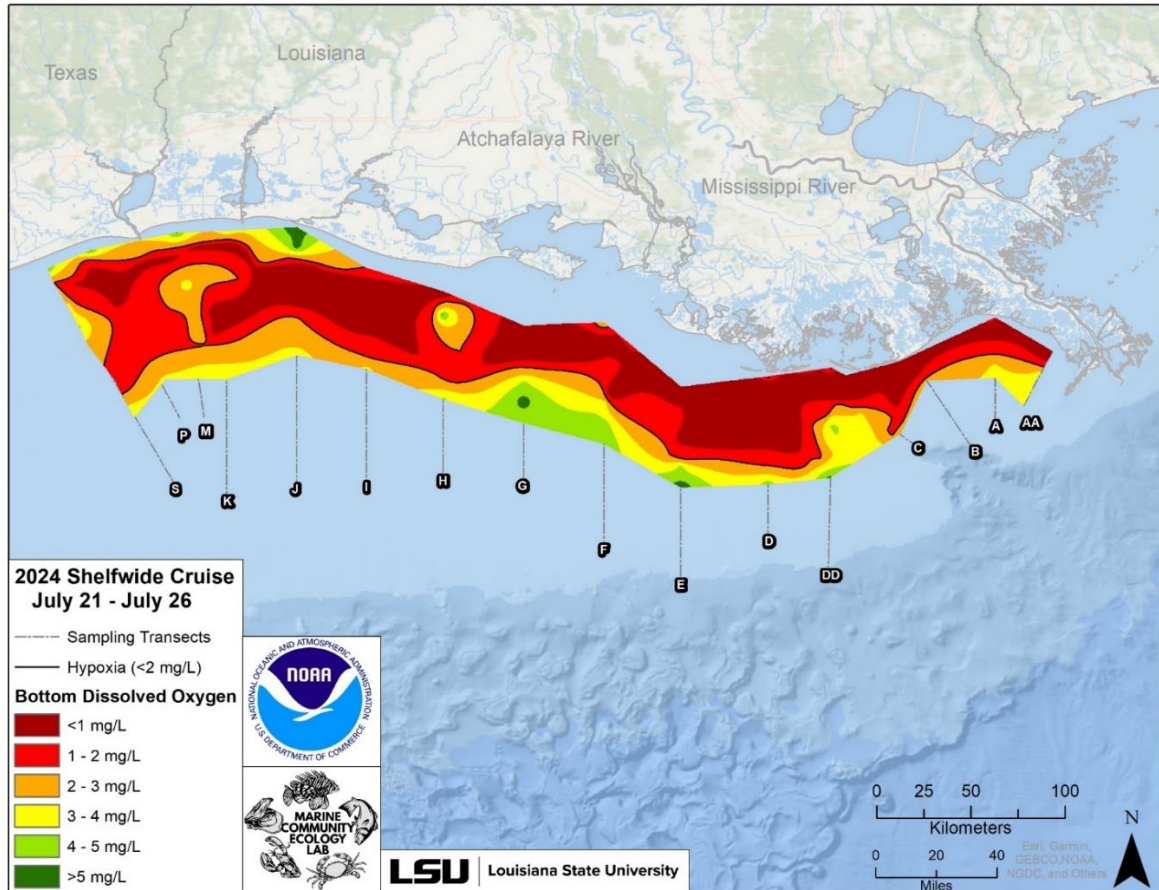 Texas
Louisiana
Atchafalaya River
Mississippi River
S
P
M
K
J
I
H
G
F
E
D
DD
C
B
A
AA
2024 Shelfwide Cruise
July 21 - July 26
Sampling Transects
Hypoxia (<2 mg/L)
Bottom Dissolved Oxygen
<1 mg/L
1 - 2 mg/L
2 - 3 mg/L
3 - 4 mg/L
4 - 5 mg/L
>5 mg/L
NATIONAL OCEANIC AND ATMOSPHERIC ADMINISTRATION
NOAA
U.S. DEPARTMENT OF COMMERCE
MARINE
COMMUNITY
ECOLOGY
LAB
LSU Louisiana State University
0 25 50 100
Kilometers
0 20 40
Miles
N
Esri, Garmin,
GEBCO, NOAA,
NGDC, and Others